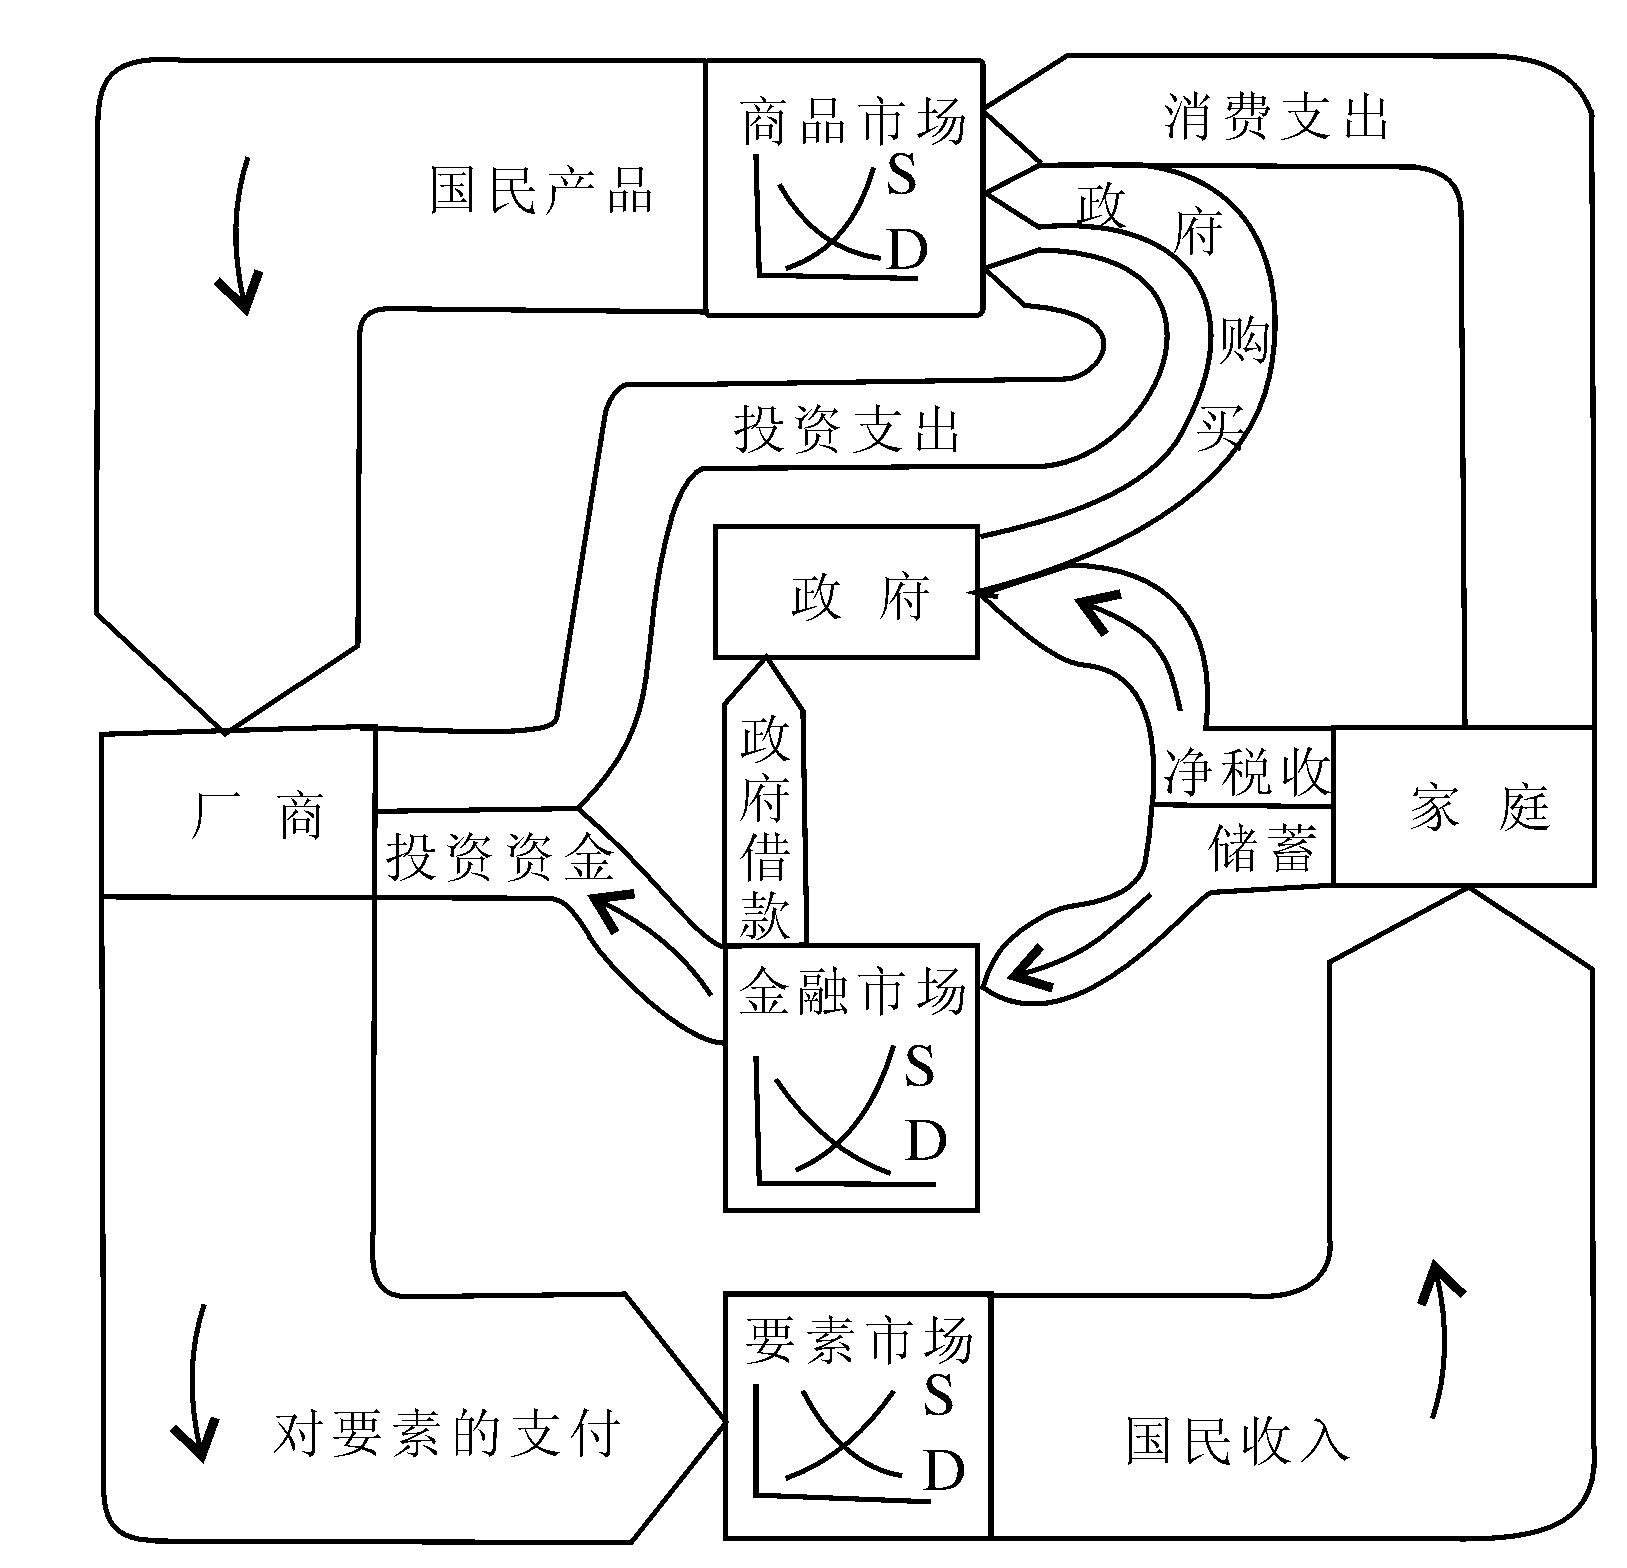 商品市场
S
D
消费支出
国民产品
政府购买
投资支出
政府
政府借款
净税收
储蓄
家庭
厂商
投资资金
金融市场
S
D
要素市场
S
D
对要素的支付
国民收入